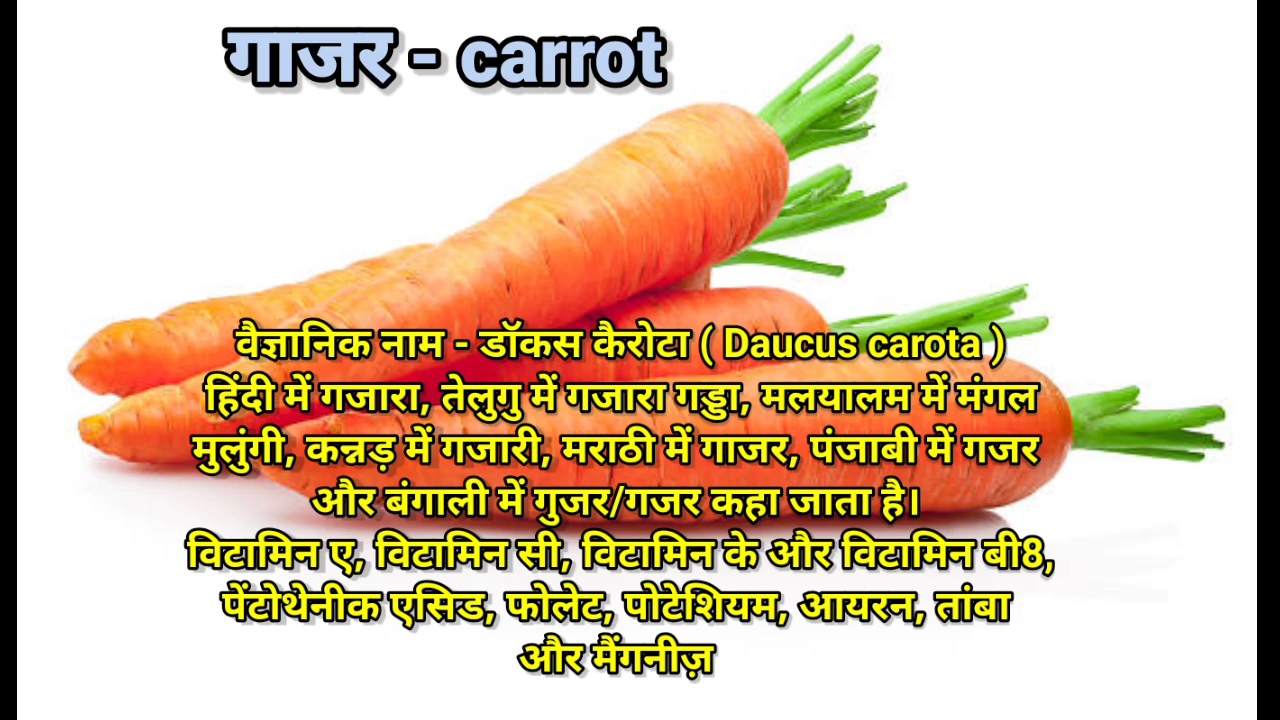 गाजर - carrot
वैज्ञानिक नाम - डॉकस कैरोटा ( Daucus carota )
हिंदी में गजारा, तेलुगु में गजारा गड्डा, मलयालम में मंगल
मुलुंगी, कन्नड़ में गजारी, मराठी में गाजर, पंजाबी में गजर
और बंगाली में गुजर/गजर कहा जाता है।
विटामिन ए, विटामिन सी, विटामिन के और विटामिन बी8,
पेंटोथेनीक एसिड, फोलेट, पोटेशियम, आयरन, तांबा
और मैंगनीज़